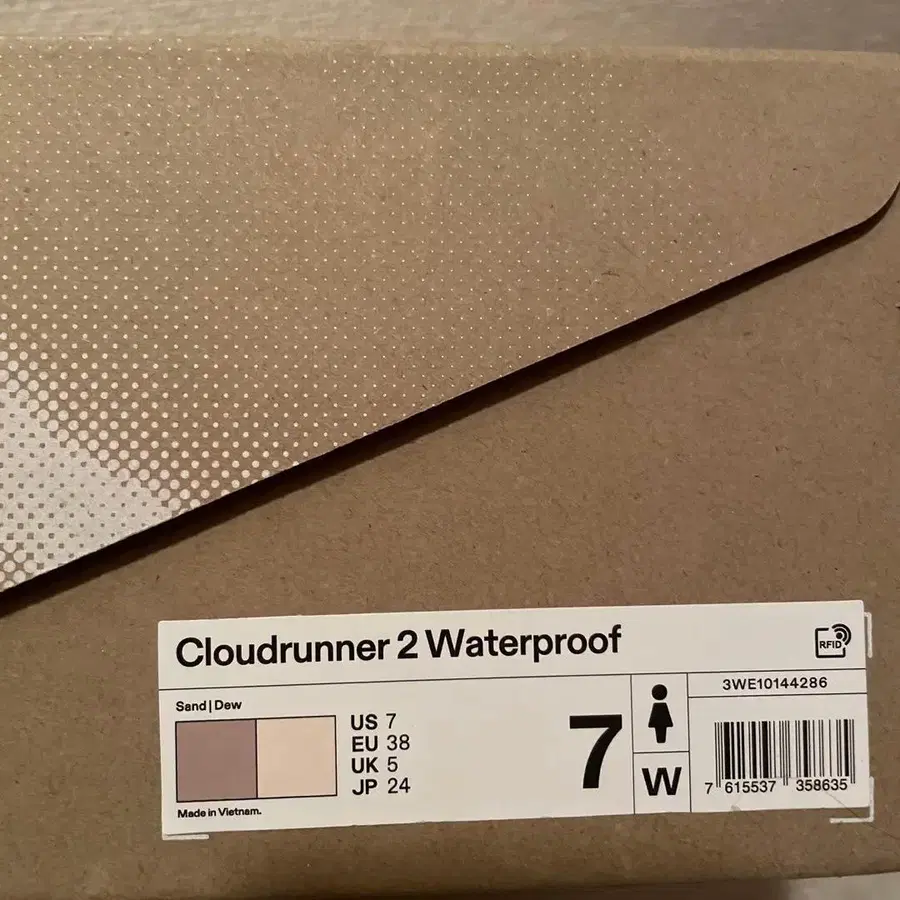 Cloudrunner 2 Waterproof
RFID
3WE10144286
Sand | Dew
US 7
EU 38
UK 5
JP 24
7
W
7 615537 358635
Made in Vietnam.